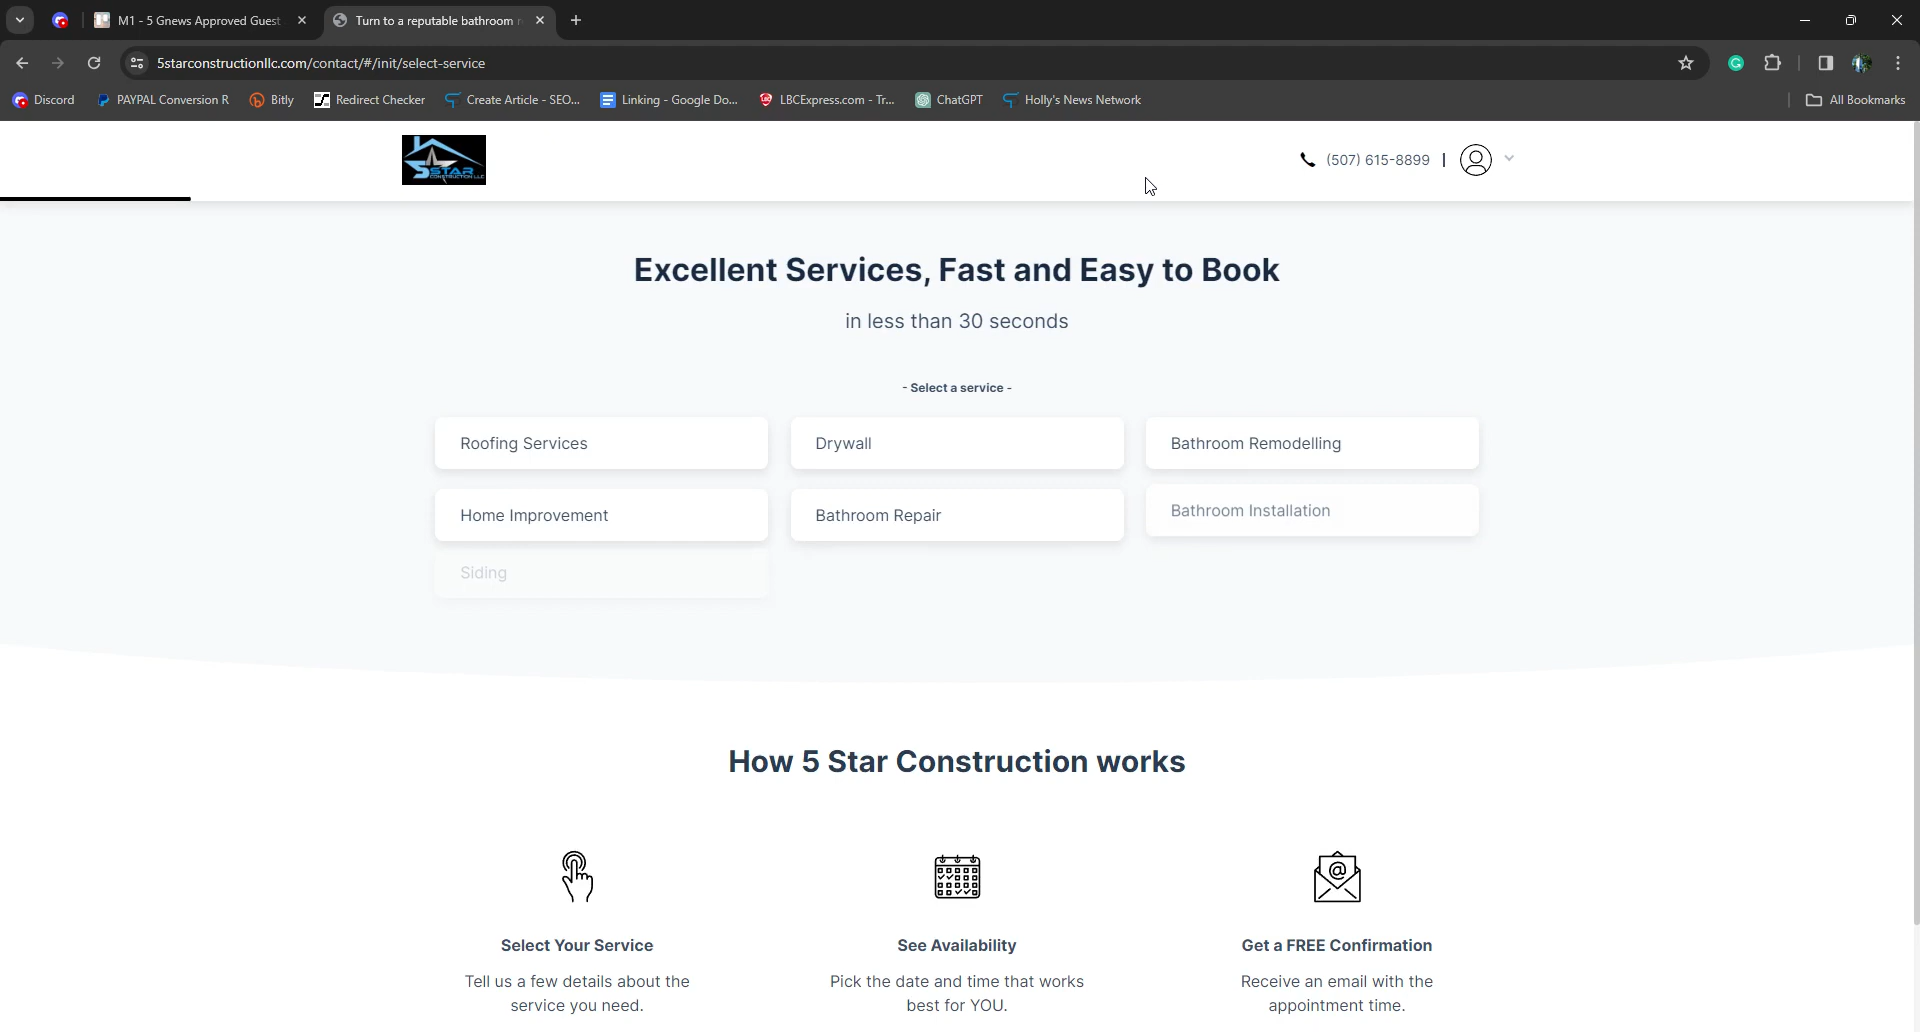 M1 - 5 Gnews Approved Guest
Turn to a reputable bathroom r
5starconstructionllc.com/contact/#/init/select-service
Discord
PAYPAL Conversion R
Bitly
Redirect Checker
Create Article - SEO...
Linking - Google Do...
LBCExpress.com - Tr...
ChatGPT
Holly's News Network
All Bookmarks
5STAR
CONSTRUCTION LLC
(507) 615-8899
Excellent Services, Fast and Easy to Book
in less than 30 seconds
- Select a service -
Roofing Services
Drywall
Bathroom Remodelling
Home Improvement
Bathroom Repair
Bathroom Installation
Siding
How 5 Star Construction works
Select Your Service
Tell us a few details about the
service you need.
See Availability
Pick the date and time that works
best for YOU.
Get a FREE Confirmation
Receive an email with the
appointment time.